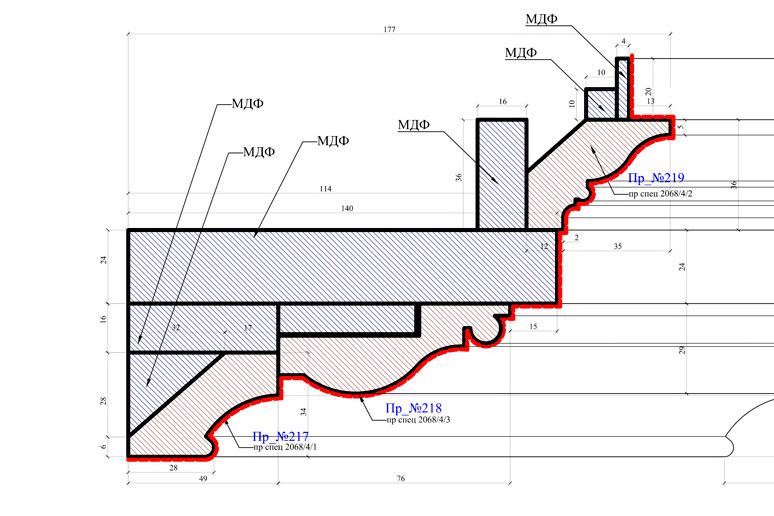 МДФ
177
4
МДФ
10
20
13
МДФ
16
10
5
МДФ
МДФ
МДФ
36
Пр_№219
пр спец 2068/4/2
36
114
140
12
2
35
24
24
16
32
17
15
29
28
34
Пр_№218
пр спец 2068/4/3
Пр_№217
пр спец 2068/4/1
6
28
49
76